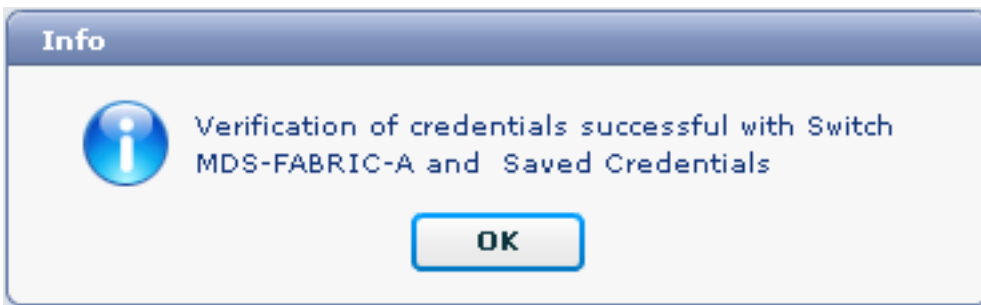 Info
Verification of credentials successful with Switch
MDS-FABRIC-A and  Saved Credentials
OK